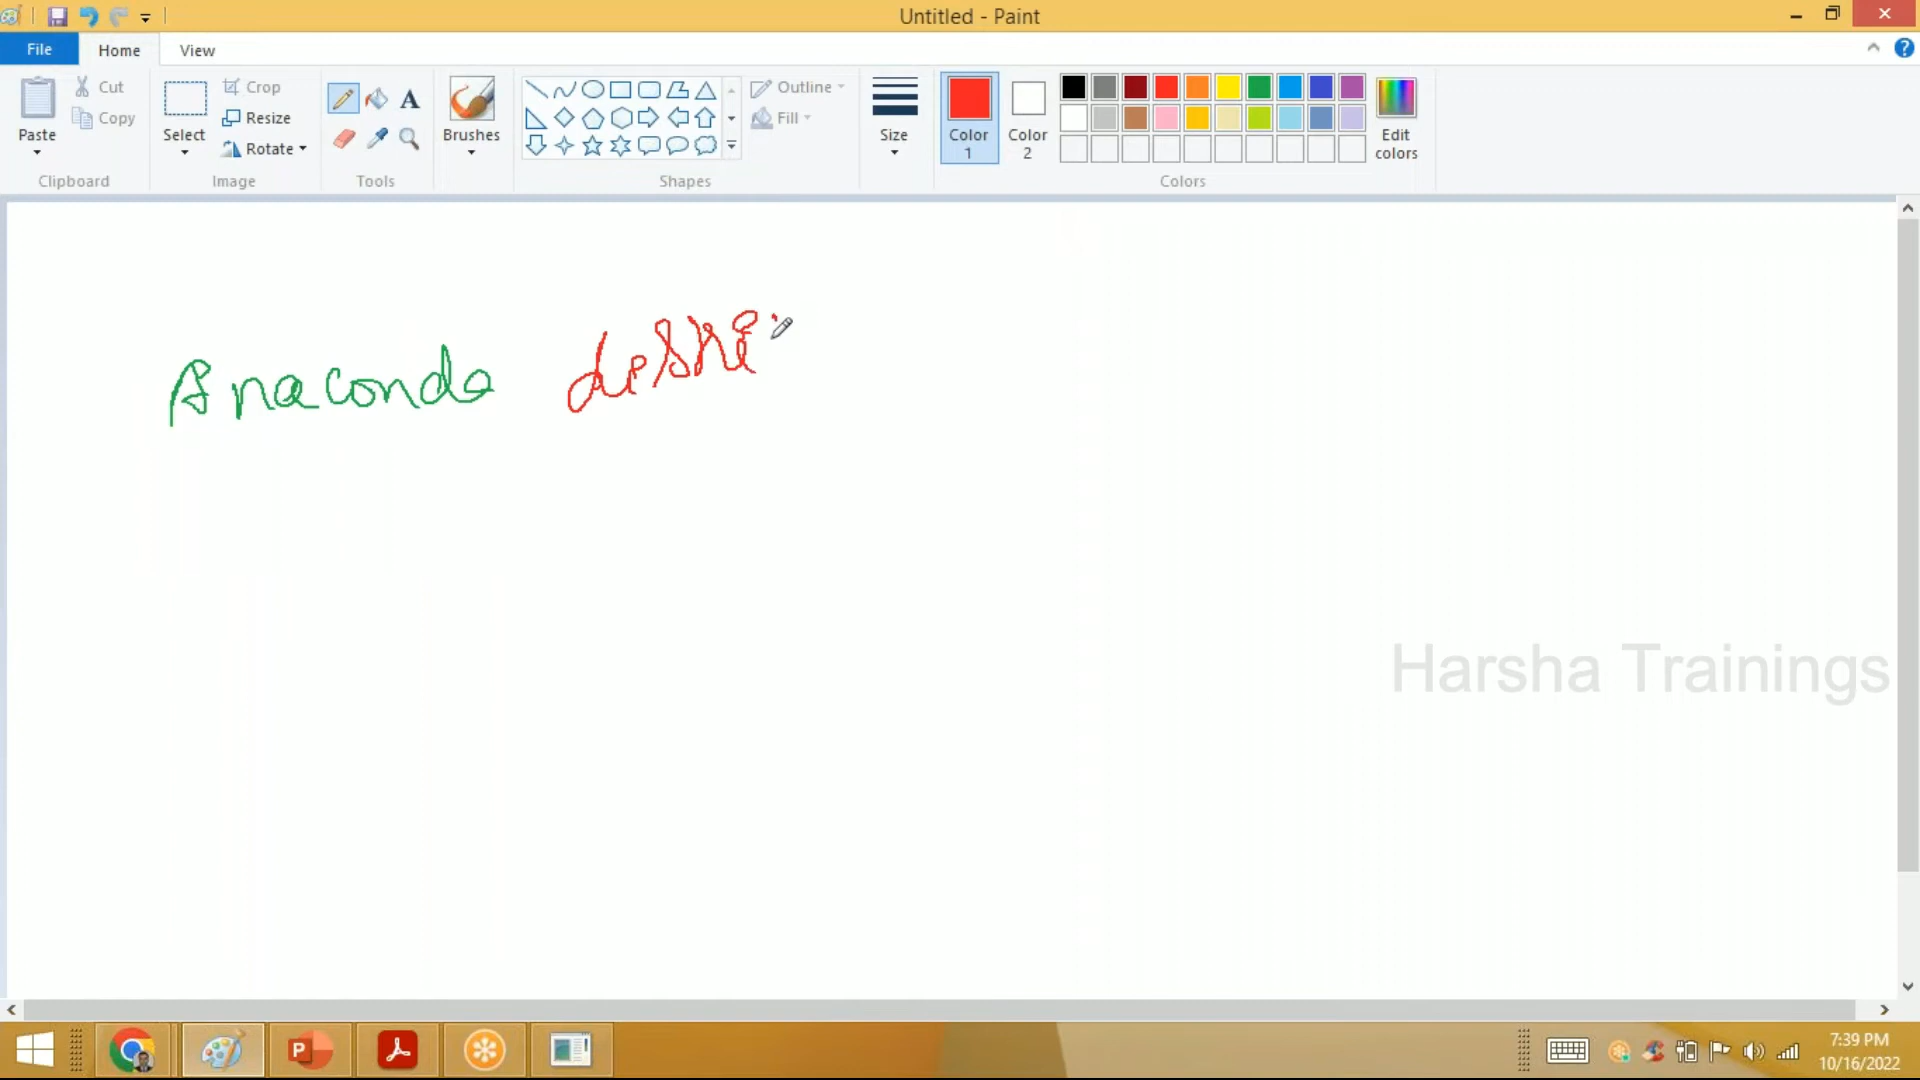 Untitled - Paint
File Home View
Paste
Cut
Copy
Clipboard
Select
Crop
Resize
Rotate
Image
Tools
Brushes
Shapes
Outline
Fill
Size
Color 1
Color 2
Edit colors
Colors
Anaconda
Harsha Trainings
7:39 PM
10/16/2022